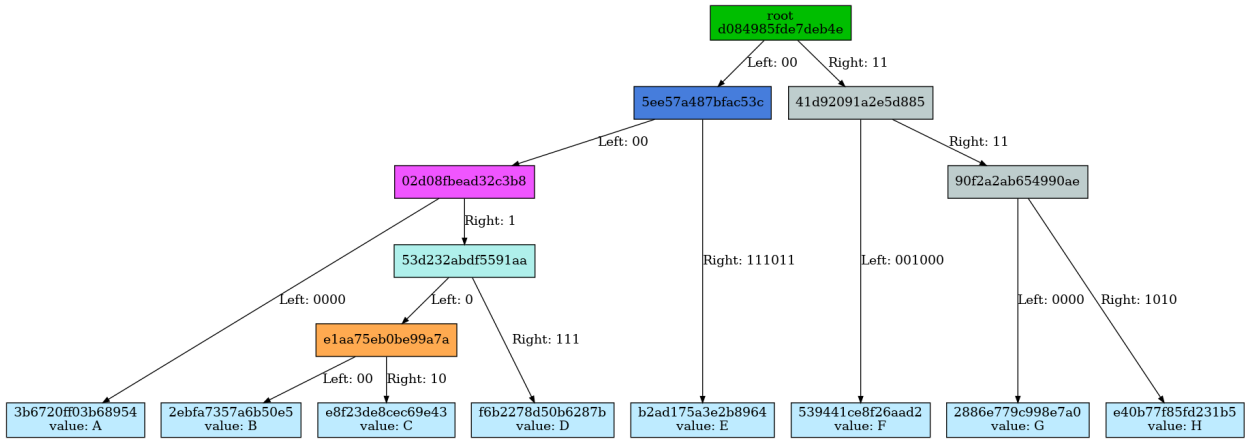 root
d084985fde7deb4e
Left: 00
Right: 11
5ee57a487bfac53c
41d92091a2e5d885
Left: 00
Right: 11
02d08fbead32c3b8
90f2a2ab654990ae
Right: 1
53d232abdf5591aa
Right: 111011
Left: 001000
Left: 0000
Left: 0
Left: 0000
Right: 1010
e1aa75eb0be99a7a
Right: 111
Left: 00
Right: 10
3b6720ff03b68954
value: A
2ebfa7357a6b50e5
value: B
e8f23de8cec69e43
value: C
f6b2278d50b6287b
value: D
b2ad175a3e2b8964
value: E
539441ce8f26aad2
value: F
2886e779c998e7a0
value: G
e40b77f85fd231b5
value: H